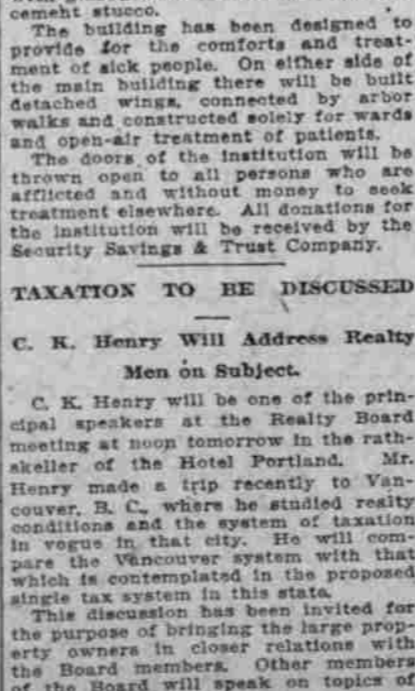 cement stucco.
The building has been designed to
provide for the comforts and treat-
ment of sick people. On either side of
the main building there will be built
detached wings, connected by arbor
walks and constructed solely for wards
and open-air treatment of patients.
The doors of the institution will be
thrown open to all persons who are
afflicted and without money to seek
treatment elsewhere. All donations for
the institution will be received by the
Security Savings & Trust Company.
TAXATION TO BE DISCUSSED
C. K. Henry Will Address Realty
Men on Subject.
C. K. Henry will be one of the prin-
cipal speakers at the Realty Board
meeting at noon tomorrow in the rath-
skeller of the Hotel Portland. Mr.
Henry made a trip recently to Van-
couver, B. C., where he studied realty
conditions and the system of taxation
in vogue in that city. He will com-
pare the Vancouver system with that
which is contemplated in the proposed
single tax system in this state.
This discussion has been invited for
the purpose of bringing the large prop-
erty owners in closer relations with
the Board members. Other members
of the Board will speak on topics of